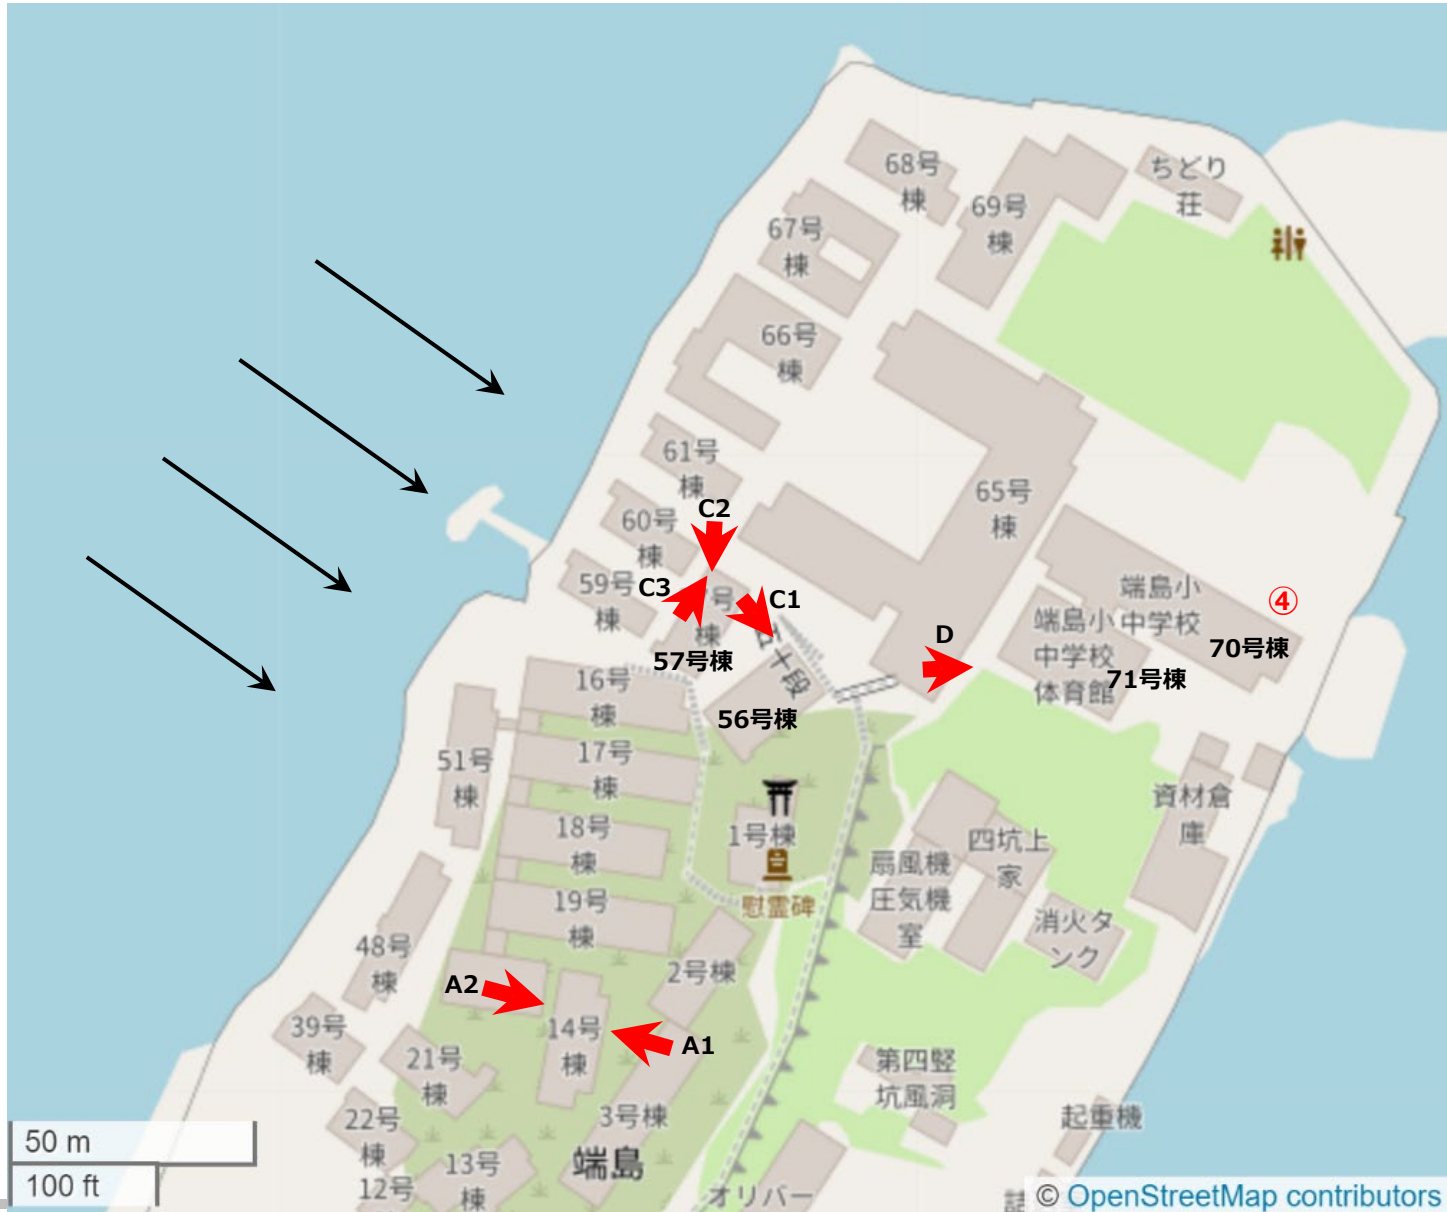 68号
棟
ちどり
荘
69号
棟
67号
棟
66号
棟
61号
棟
C2
65号
棟
60号
棟
59号
棟
C3
号
棟
C1
57号棟
五十段
D
端島小
中学校
④
70号棟
端島小
中学校
体育館
71号棟
16号
棟
56号棟
17号
棟
51号
棟
18号
棟
1号棟
慰霊碑
資材倉
庫
四坑上
家
扇風機
圧気機
室
19号
棟
消火タ
ンク
48号
棟
2号棟
A2
39号
棟
14号
棟
A1
21号
棟
第四竪
坑風洞
22号
棟
3号棟
起重機
13号
棟
端島
12号
オリバー
50 m
100 ft
© OpenStreetMap contributors